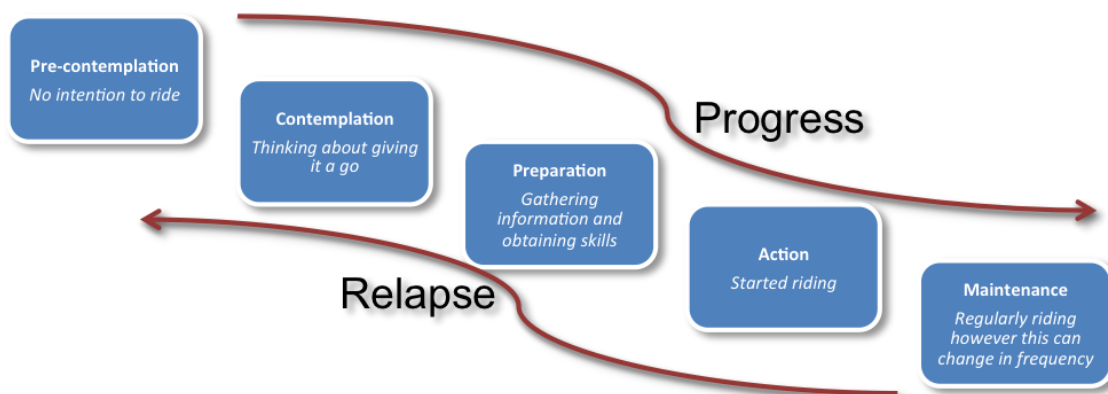 Pre-contemplation
No intention to ride
Contemplation
Thinking about giving
it a go
Progress
Preparation
Gathering
information and
obtaining skills
Action
Started riding
Relapse
Maintenance
Regularly riding
however this can
change in frequency